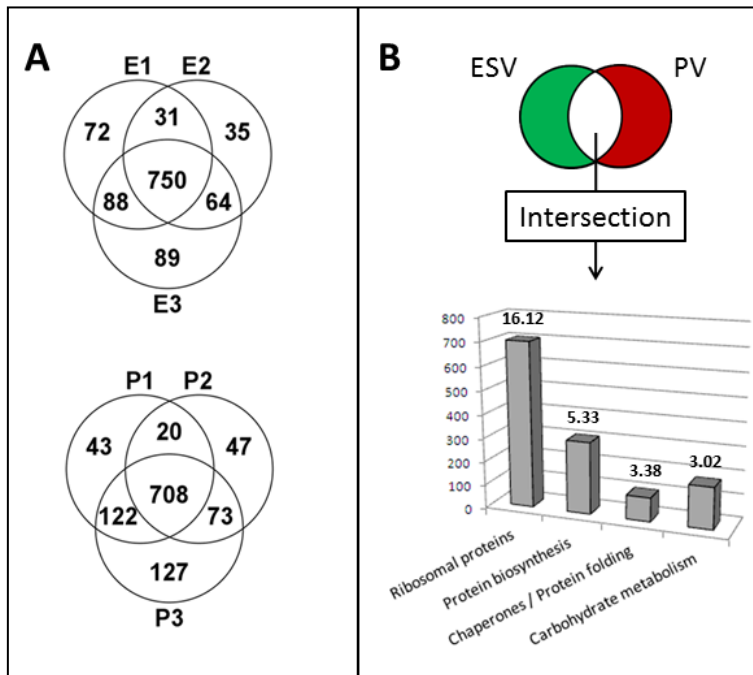 A
E1 E2
72 31 35
750
88 64
89
E3
P1 P2
43 20 47
708
122 73
127
P3
B
ESV PV
Intersection
800
700
600
500
400
300
200
100
0
16.12
5.33
3.38
3.02
Ribosomal proteins
Protein biosynthesis
Chaperones / Protein folding
Carbohydrate metabolism